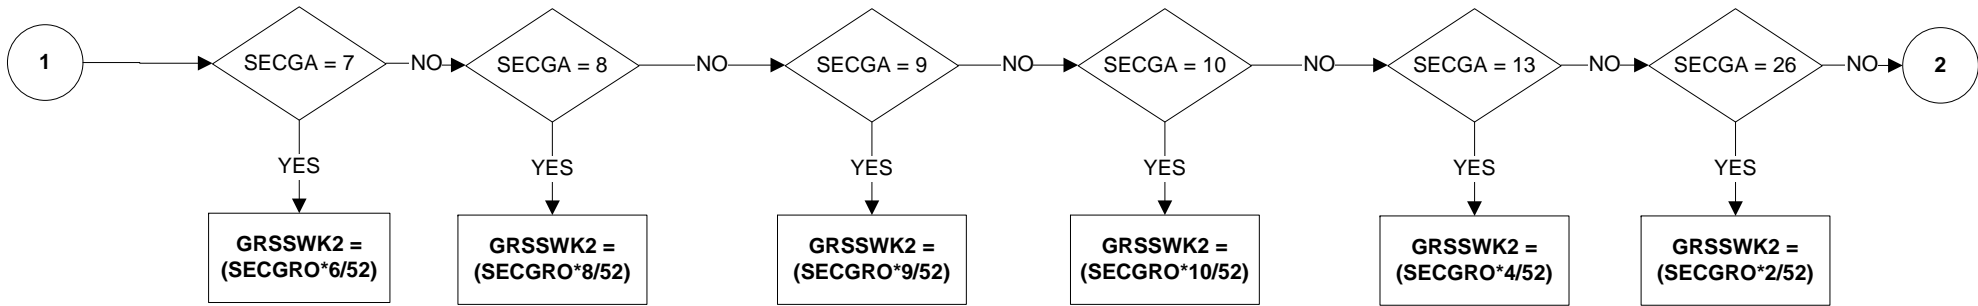 1
SECGA = 7
NO
SECGA = 8
NO
SECGA = 9
NO
SECGA = 10
NO
SECGA = 13
NO
SECGA = 26
NO
2
YES
YES
YES
YES
YES
YES
GRSSWK2 =
(SECGRO*6/52)
GRSSWK2 =
(SECGRO*8/52)
GRSSWK2 =
(SECGRO*9/52)
GRSSWK2 =
(SECGRO*10/52)
GRSSWK2 =
(SECGRO*4/52)
GRSSWK2 =
(SECGRO*2/52)